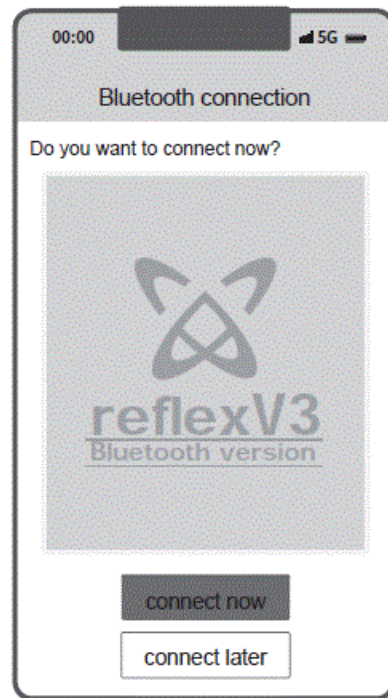 00:00 5G
Bluetooth connection
Do you want to connect now?
reflexV3
Bluetooth version
connect now
connect later